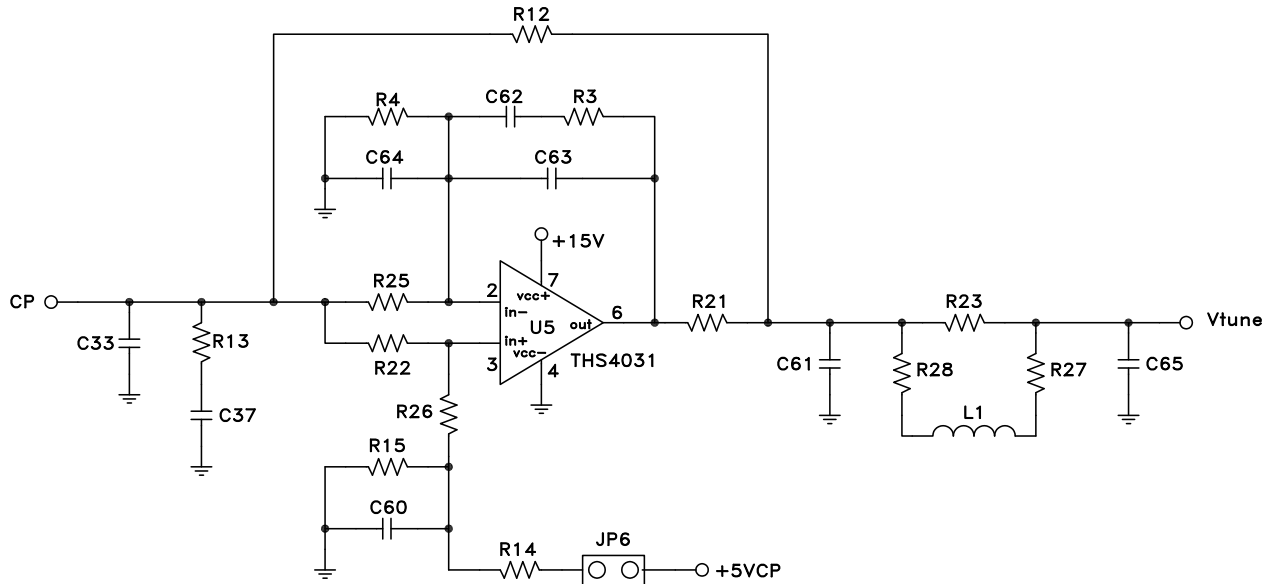 R12
R4
C62
R3
C64
C63
+15V
CP
R25
2
7
vcc+
in-
U5
out
6
R21
R23
Vtune
C33
R13
R22
in+
vcc-
3
4
THS4031
C61
R28
R27
C65
C37
R26
L1
R15
C60
R14
JP6
+5VCP